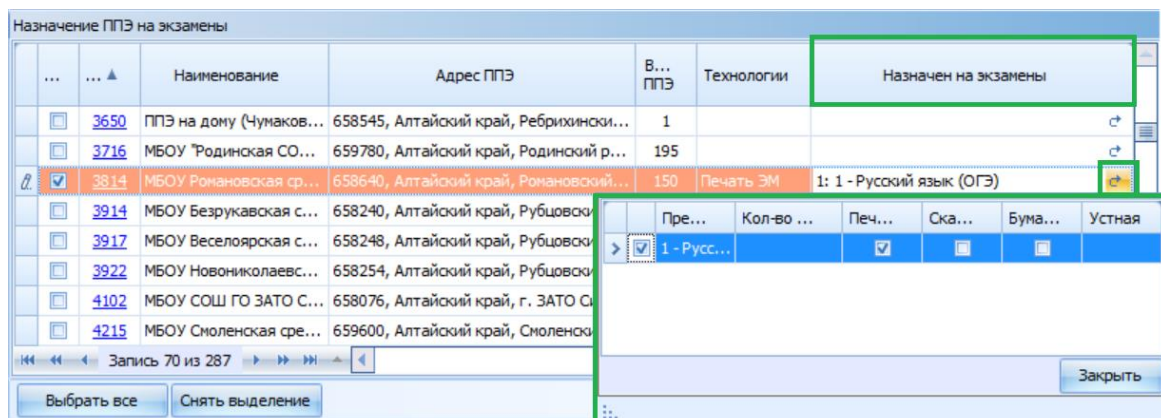 Назначение ППЭ на экзамены
... ... Наименование Адрес ППЭ В... ППЭ Технологии Назначен на экзамены
3650 ППЭ на дому (Чумаков... 658545, Алтайский край, Ребрихински... 1
3716 МБОУ "Родинская СО... 659780, Алтайский край, Родинский р... 195
3814 МБОУ Романовская ср... 658640, Алтайский край, Романовский... 150 Печать ЭМ 1: 1 - Русский язык (ОГЭ)
3914 МБОУ Безрукавская с... 658240, Алтайский край, Рубцовски
3917 МБОУ Веселоярская с... 658248, Алтайский край, Рубцовски
3922 МБОУ Новониколаевс... 658254, Алтайский край, Рубцовски
4102 МБОУ СОШ ГО ЗАТО С... 658076, Алтайский край, г. ЗАТО Си
4215 МБОУ Смоленская сре... 659600, Алтайский край, Смоленски
Запись 70 из 287
Выбрать все Снять выделение
Пре... Кол-во ... Печ... Ска... Бума... Устная
1 - Русс...
Закрыть